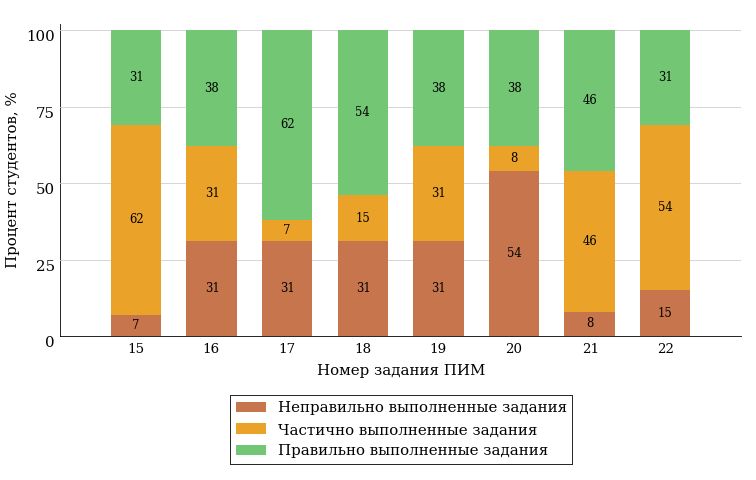 Процент студентов, %
100
75
50
25
0
31 38 62 54 38 38 46 31
62 31 7 15 31 8 46 54
7 31 31 31 31 54 8 15
15 16 17 18 19 20 21 22
Номер задания ПИМ
Неправильно выполненные задания
Частично выполненные задания
Правильно выполненные задания